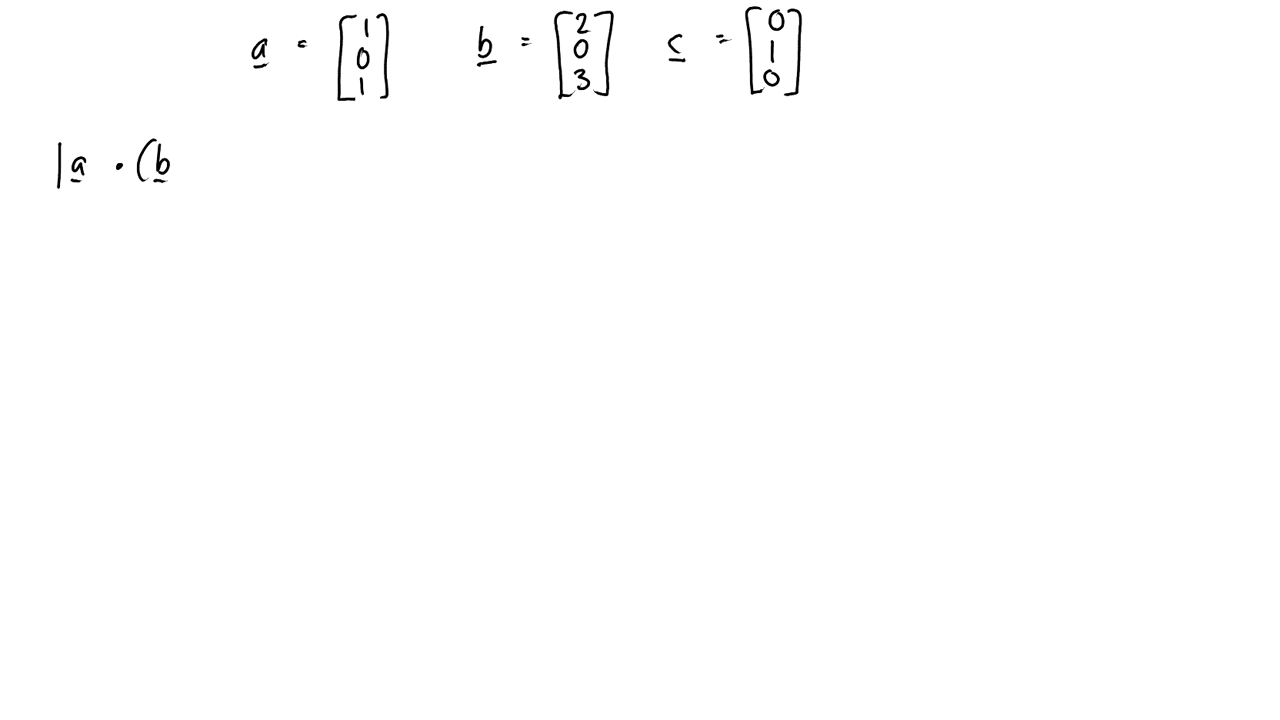 a = [1 0 1] b = [2 0 3] c = [0 1 0]
|a · (b